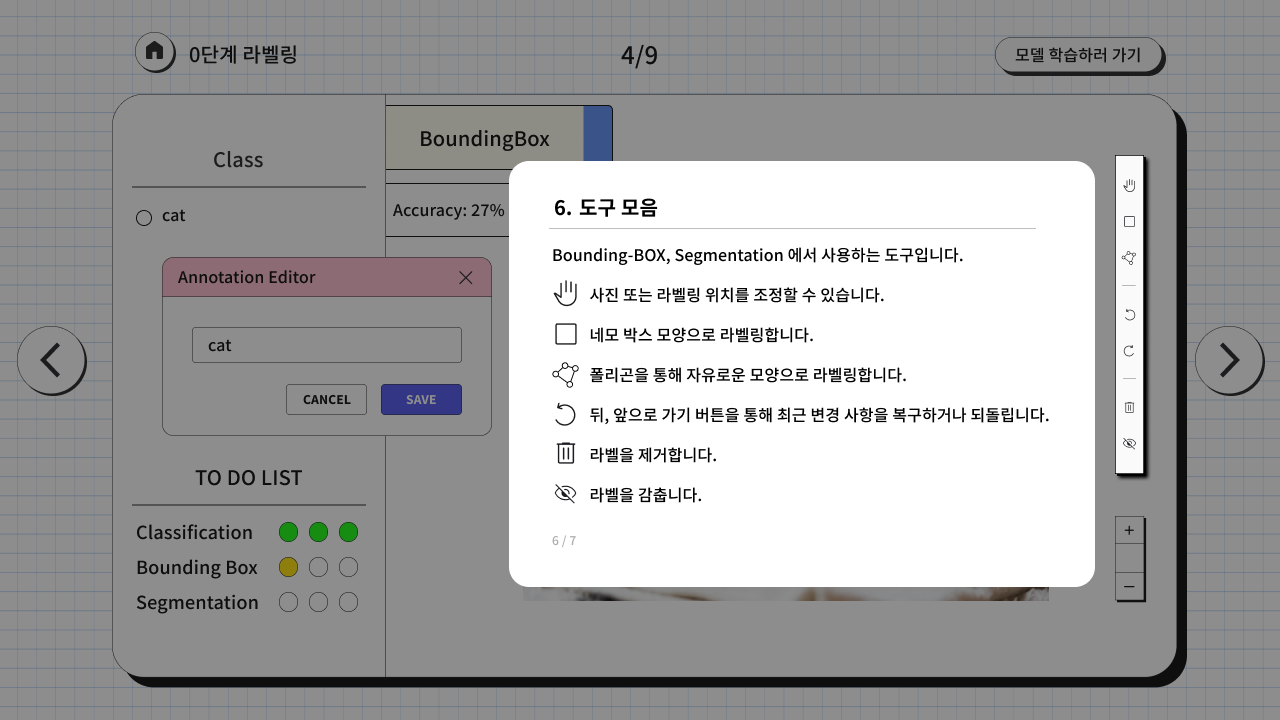 0단계 라벨링
4/9
모델 학습하러 가기
Class
cat
Annotation Editor
cat
CANCEL
SAVE
TO DO LIST
Classification
Bounding Box
Segmentation
BoundingBox
Accuracy: 27%
6. 도구 모음
Bounding-BOX, Segmentation 에서 사용하는 도구입니다.
사진 또는 라벨링 위치를 조정할 수 있습니다.
네모 박스 모양으로 라벨링합니다.
폴리곤을 통해 자유로운 모양으로 라벨링합니다.
뒤, 앞으로 가기 버튼을 통해 최근 변경 사항을 복구하거나 되돌립니다.
라벨을 제거합니다.
라벨을 감춥니다.
6 / 7